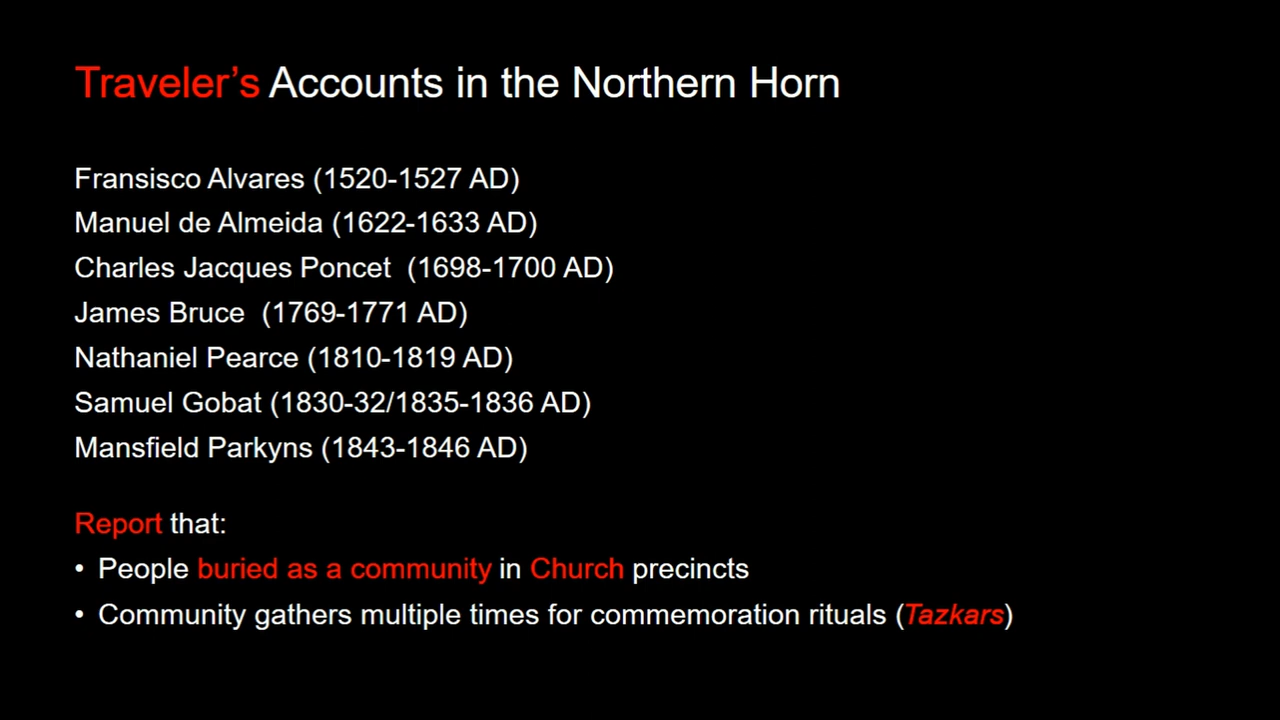 Traveler’s Accounts in the Northern Horn
Fransisco Alvares (1520-1527 AD)
Manuel de Almeida (1622-1633 AD)
Charles Jacques Poncet  (1698-1700 AD)
James Bruce  (1769-1771 AD)
Nathaniel Pearce (1810-1819 AD)
Samuel Gobat (1830-32/1835-1836 AD)
Mansfield Parkyns (1843-1846 AD)
Report that:
• People buried as a community in Church precincts
• Community gathers multiple times for commemoration rituals (Tazkars)